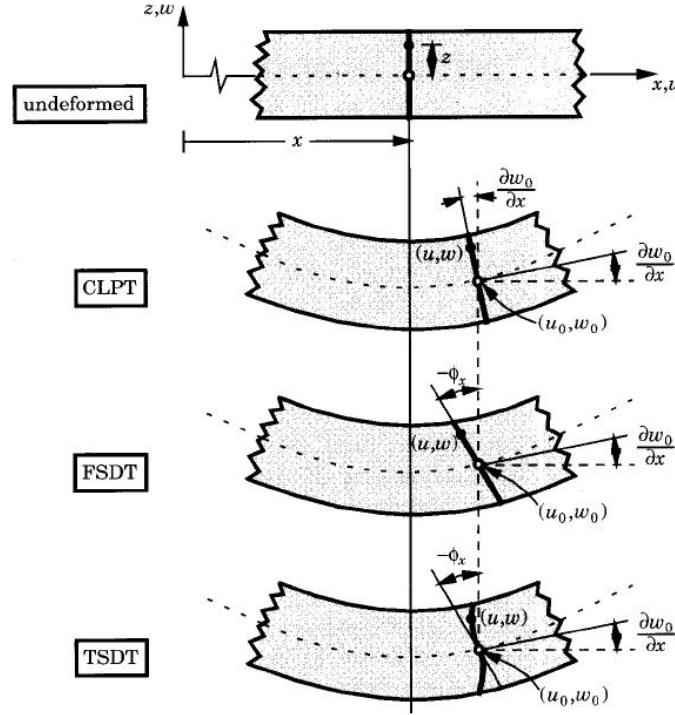 z,w
z
undeformed
x,u
x
∂w₀
∂x
(u,w)
∂w₀
∂x
CLPT
(u₀,w₀)
−ϕₓ
(u,w)
∂w₀
∂x
FSDT
(u₀,w₀)
−ϕₓ
(u,w)
∂w₀
∂x
TSDT
(u₀,w₀)